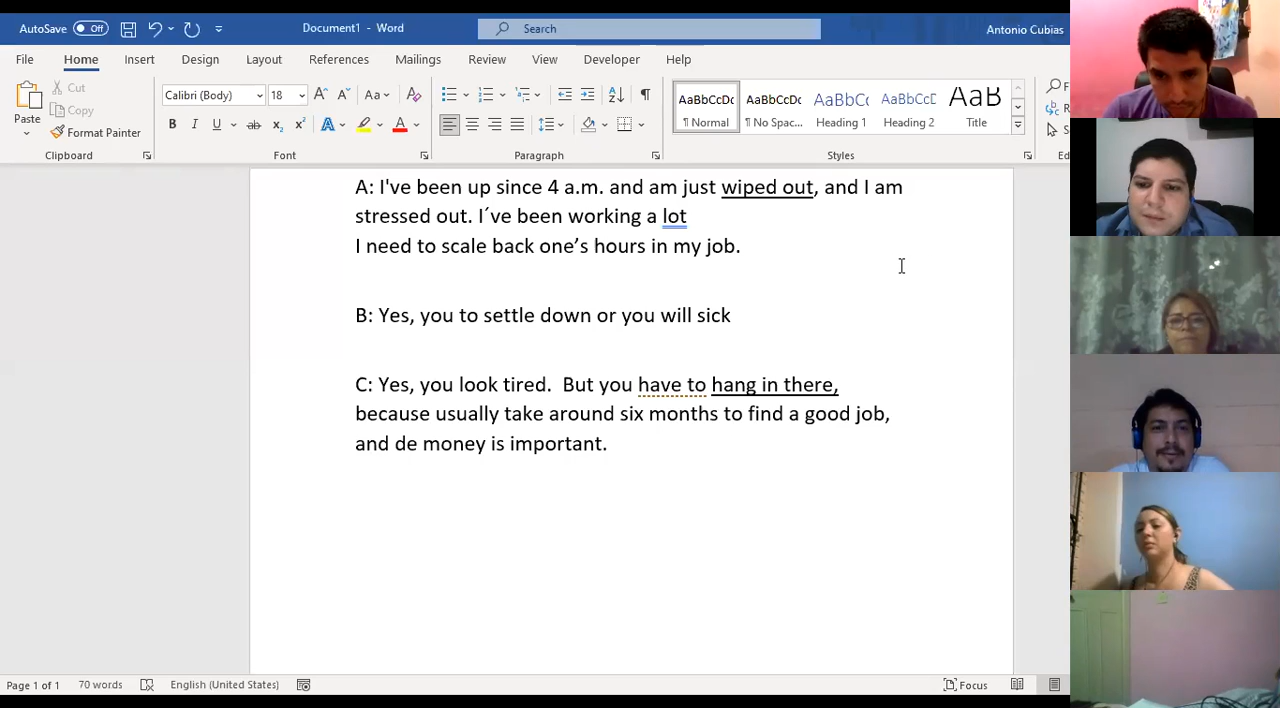 AutoSave Off Document1 - Word Search Antonio Cubias
File Home Insert Design Layout References Mailings Review View Developer Help
Paste Cut Copy Format Painter
Calibri (Body) 18
AaBbCcDc AaBbCcDc AaBbCc AaBbCcD AaB
¶ Normal ¶ No Spac... Heading 1 Heading 2 Title
Clipboard Font Paragraph Styles
A: I've been up since 4 a.m. and am just wiped out, and I am
stressed out. I´ve been working a lot
I need to scale back one’s hours in my job.
B: Yes, you to settle down or you will sick
C: Yes, you look tired.  But you have to hang in there,
because usually take around six months to find a good job,
and de money is important.
Page 1 of 1 70 words English (United States) Focus